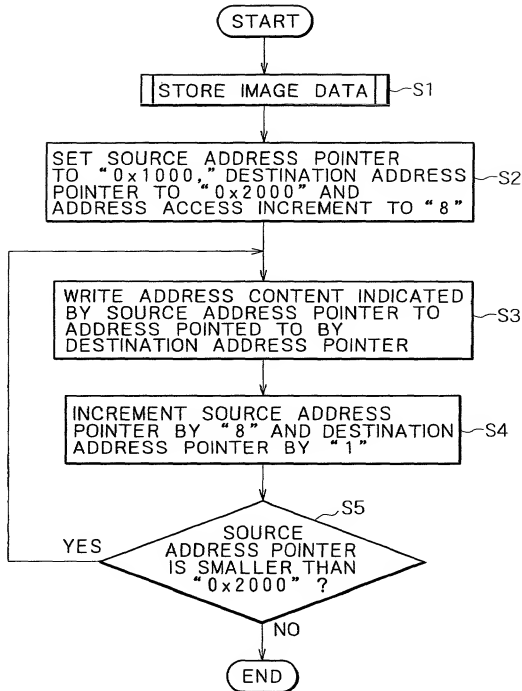 START
STORE IMAGE DATA
S1
SET SOURCE ADDRESS POINTER
TO "0x1000," DESTINATION ADDRESS
POINTER TO "0x2000" AND
ADDRESS ACCESS INCREMENT TO "8"
S2
WRITE ADDRESS CONTENT INDICATED
BY SOURCE ADDRESS POINTER TO
ADDRESS POINTED TO BY
DESTINATION ADDRESS POINTER
S3
INCREMENT SOURCE ADDRESS
POINTER BY "8" AND DESTINATION
ADDRESS POINTER BY "1"
S4
S5
SOURCE
ADDRESS POINTER
IS SMALLER THAN
"0x2000" ?
YES
NO
END